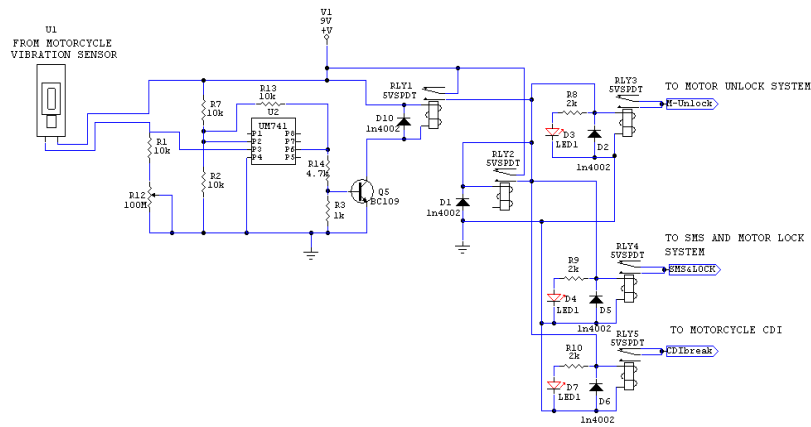 U1
FROM MOTORCYCLE
VIBRATION SENSOR
V1
9V
+V
R7
10k
R13
10k
U2
UM741
P1
P2
P3
P4
P8
P7
P6
P5
R1
10k
R12
100M
R2
10k
R14
4.7k
R3
1k
Q5
BC109
D10
1n4002
RLY1
5VSPDT
RLY2
5VSPDT
D1
1n4002
R8
2k
D3
LED1
D2
1n4002
RLY3
5VSPDT
TO MOTOR UNLOCK SYSTEM
M-Unlock
R9
2k
D4
LED1
D5
1n4002
RLY4
5VSPDT
TO SMS AND MOTOR LOCK
SYSTEM
SMS&LOCK
R10
2k
D7
LED1
D6
1n4002
RLY5
5VSPDT
TO MOTORCYCLE CDI
CDIbreak